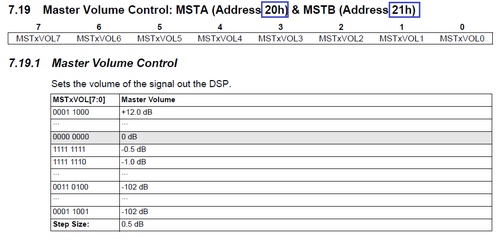 7.19 Master Volume Control: MSTA (Address 20h) & MSTB (Address 21h)
7 6 5 4 3 2 1 0
MSTxVOL7 MSTxVOL6 MSTxVOL5 MSTxVOL4 MSTxVOL3 MSTxVOL2 MSTxVOL1 MSTxVOL0
7.19.1 Master Volume Control
Sets the volume of the signal out the DSP.
MSTxVOL[7:0] Master Volume
0001 1000 +12.0 dB
... ...
0000 0000 0 dB
1111 1111 -0.5 dB
1111 1110 -1.0 dB
... ...
0011 0100 -102 dB
... ...
0001 1001 -102 dB
Step Size: 0.5 dB